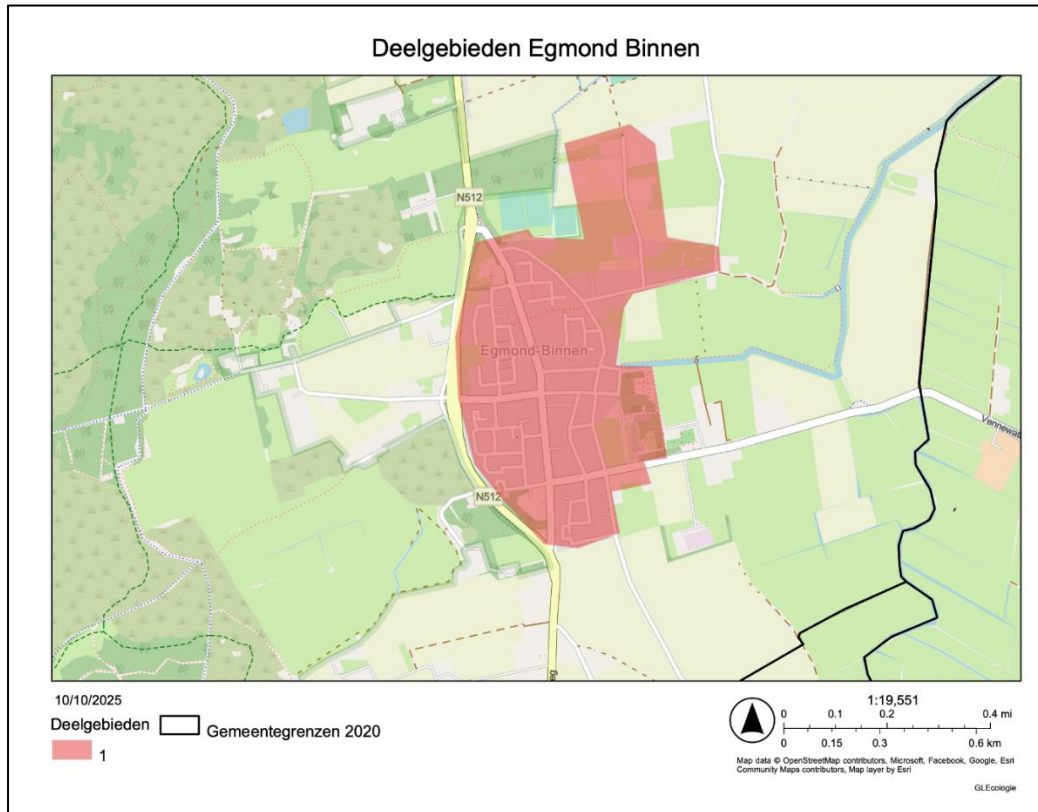 Deelgebieden Egmond Binnen
N512
Egmond-Binnen
Vennewat
N512
eg
10/10/2025
Deelgebieden
Gemeentegrenzen 2020
1
1:19,551
0 0.1 0.2 0.4 mi
0 0.15 0.3 0.6 km
Map data © OpenStreetMap contributors, Microsoft, Facebook, Google, Esri
Community Maps contributors, Map layer by Esri
GLEcologie